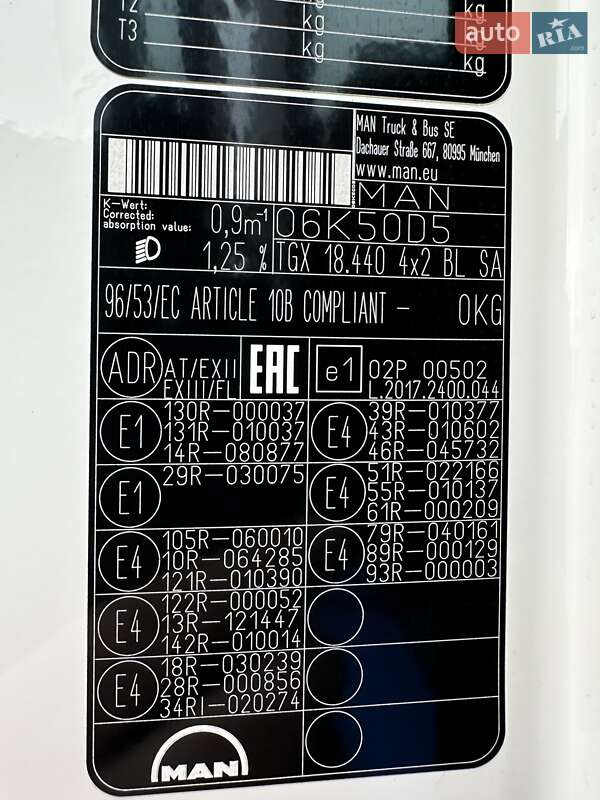 T2 kg kg
T3 kg kg
auto RIA.com
MAN Truck & Bus SE
Dachauer Straße 667, 80995 München
www.man.eu
MAN
K-Wert:
Corrected:
absorption value:
0,9m-1
06K50D5
1,25 %
TGX 18.440 4x2 BL SA
96/53/EC ARTICLE 10B COMPLIANT – 0KG
ADR
AT/EXII
EXIII/FL
EAC
e1
02P 00502
L.2017.2400.044
E1
130R–000037
131R–010037
14R–080877
E4
39R–010377
43R–010602
46R–045732
E1
29R–030075
E4
51R–022166
55R–010137
61R–000209
E4
105R–060010
10R–064285
121R–010390
E4
79R–040161
89R–000129
93R–000003
E4
122R–000052
13R–121447
142R–010014
E4
18R–030239
28R–000856
34RI–020274
MAN